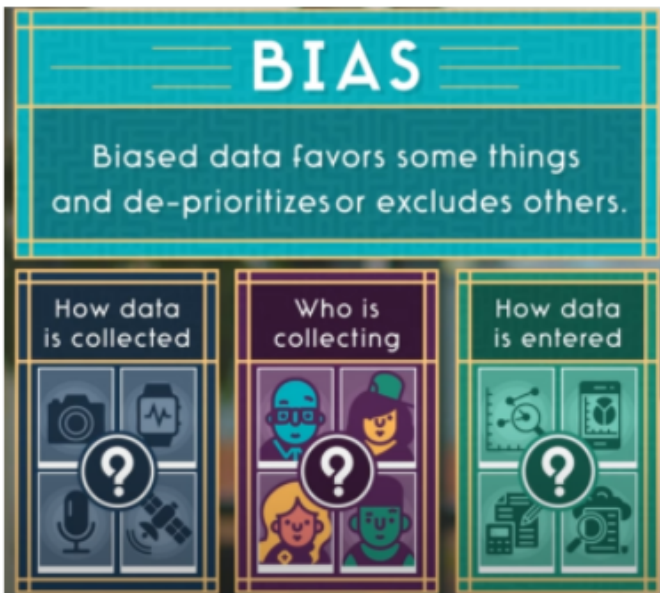 BIAS
Biased data favors some things
and de-prioritizes or excludes others.
How data
is collected
Who is
collecting
How data
is entered
?
?
?